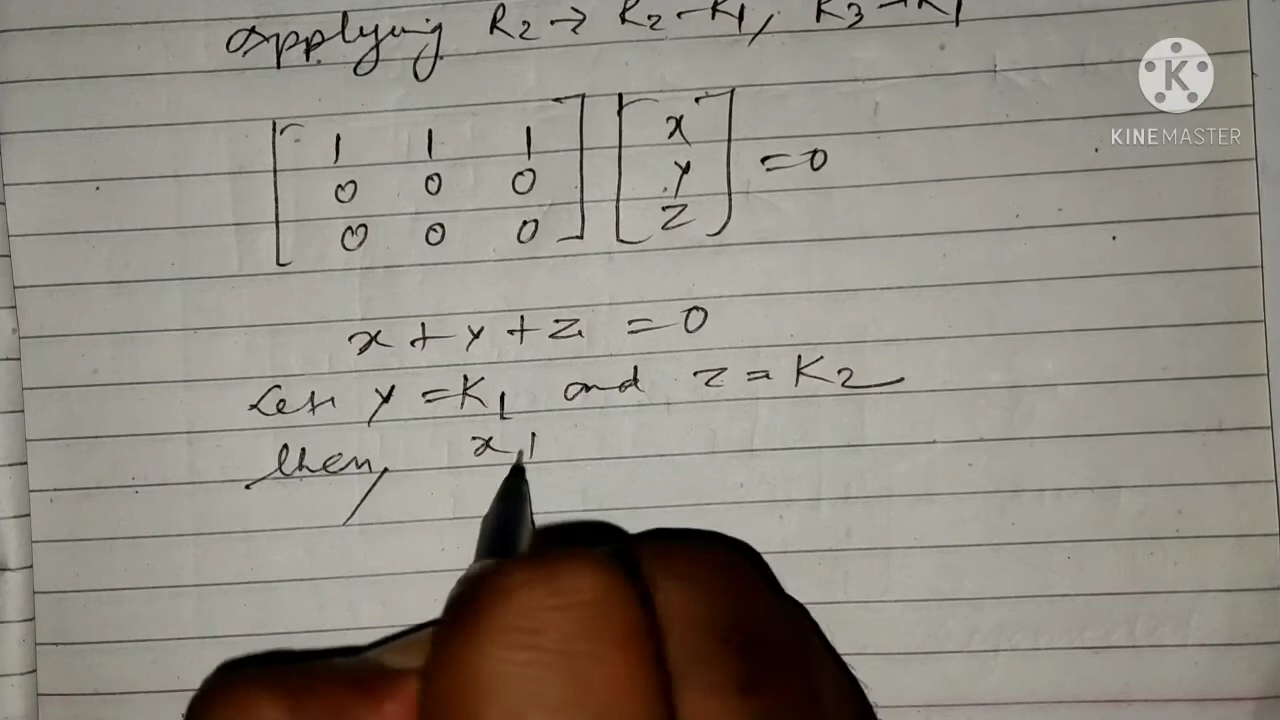 applying R2 → R2-R1, R3-R1
KINEMASTER
1 1 1 x
0 0 0 y =0
0 0 0 z
x + y + z = 0
Let y = K1 and z = K2
then, x+